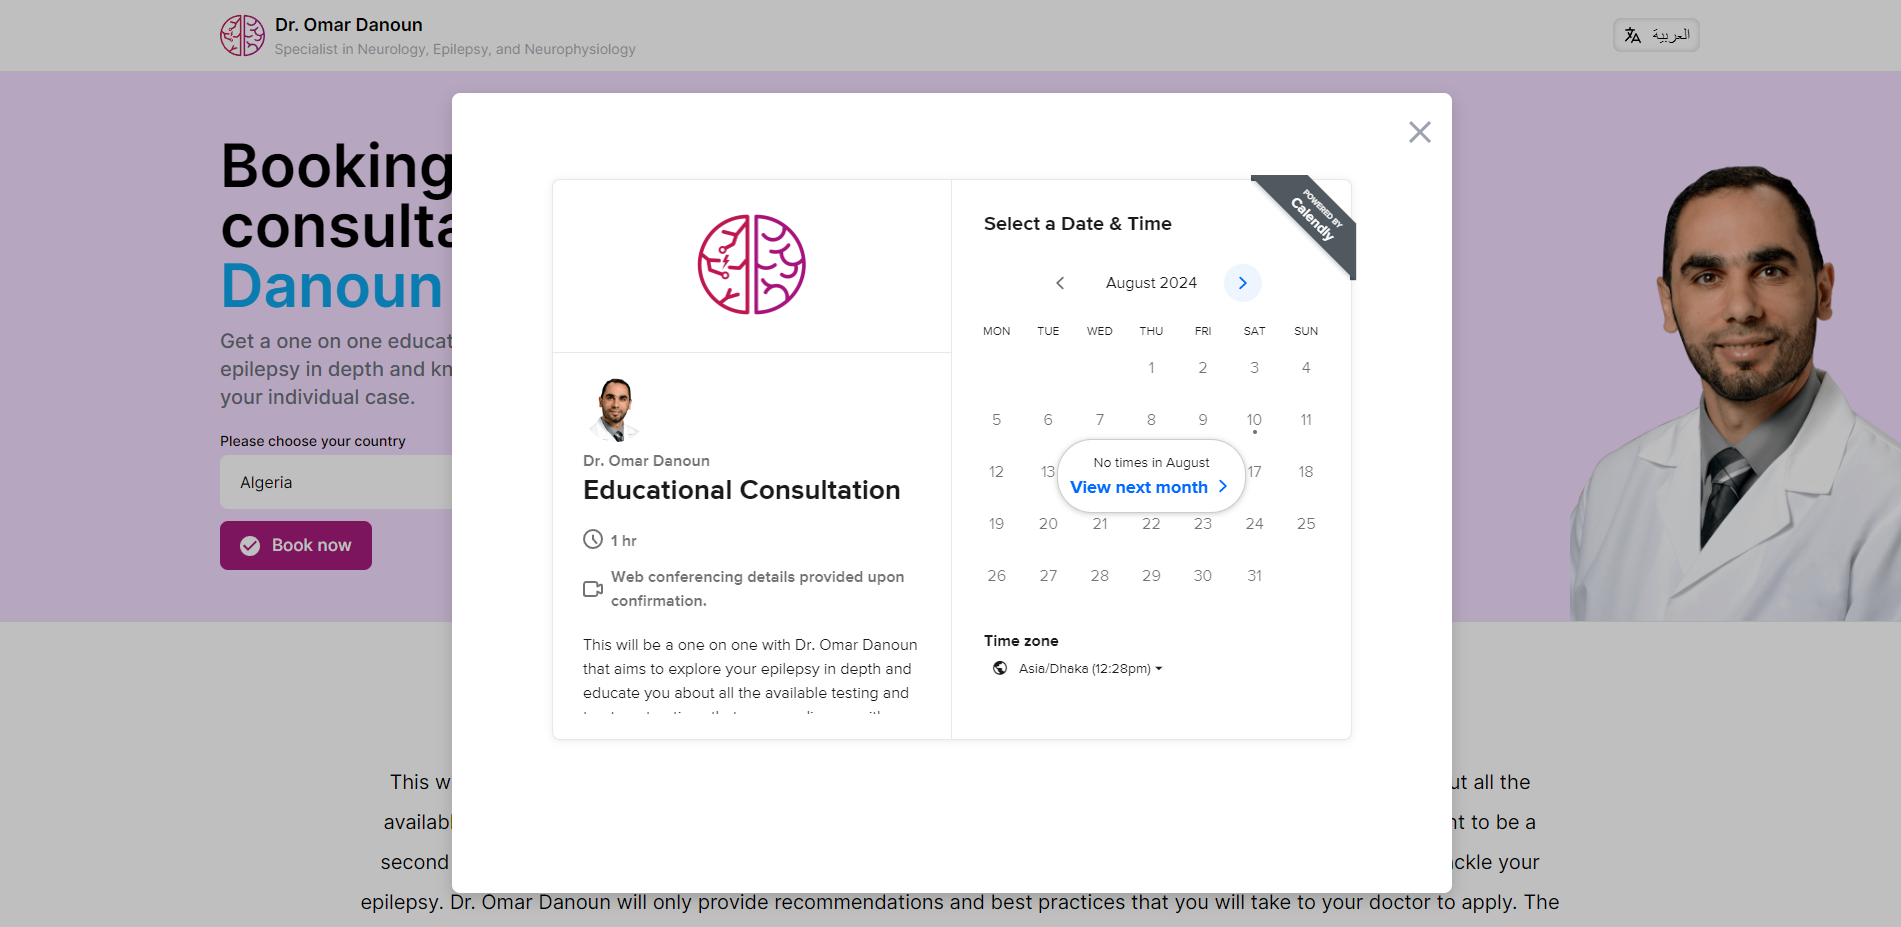 Dr. Omar Danoun
Specialist in Neurology, Epilepsy, and Neurophysiology
العربية
Booking
consulta
Danoun
Get a one on one educat
epilepsy in depth and kn
your individual case.
Please choose your country
Algeria
Book now
Dr. Omar Danoun
Educational Consultation
1 hr
Web conferencing details provided upon
confirmation.
This will be a one on one with Dr. Omar Danoun
that aims to explore your epilepsy in depth and
educate you about all the available testing and
POWERED BY
Calendly
Select a Date & Time
August 2024
MON TUE WED THU FRI SAT SUN
1 2 3 4
5 6 7 8 9 10 11
12 13 17 18
No times in August
View next month
19 20 21 22 23 24 25
26 27 28 29 30 31
Time zone
Asia/Dhaka (12:28pm)
This w
ut all the
availabl
nt to be a
second
ackle your
epilepsy. Dr. Omar Danoun will only provide recommendations and best practices that you will take to your doctor to apply. The